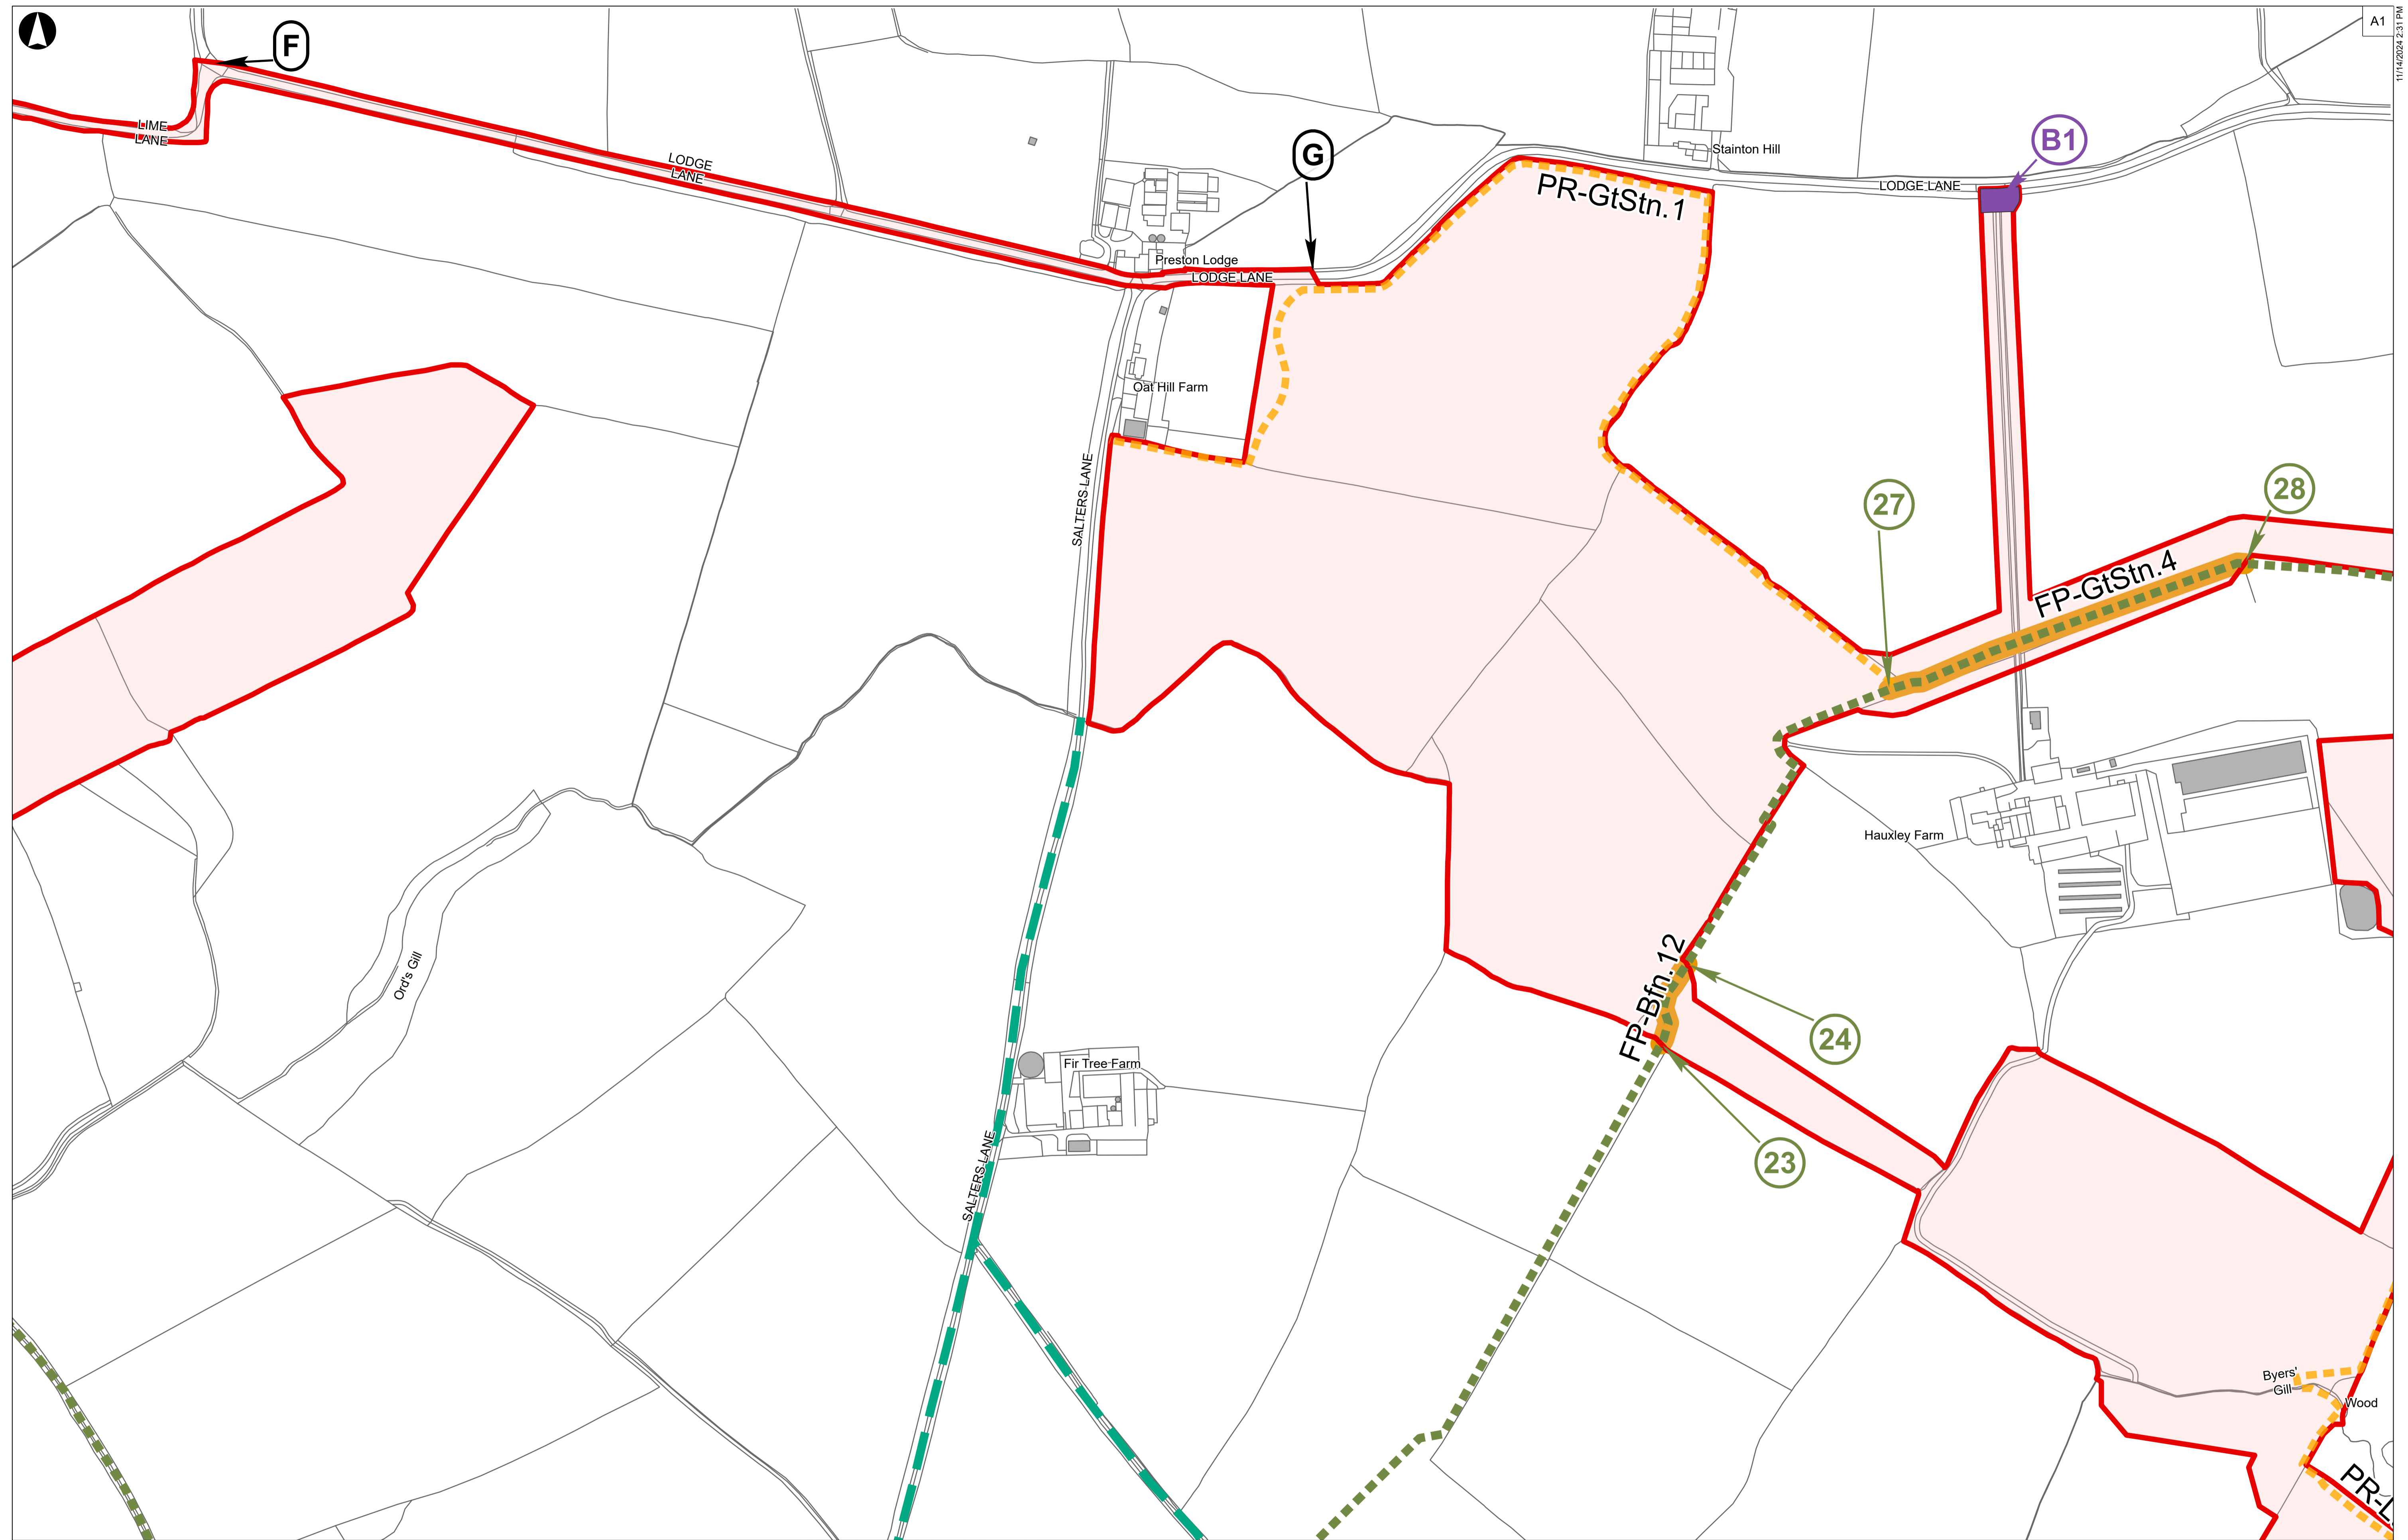 A1
11/14/2024 2:31 PM
F
LIME
LANE
LODGE
LANE
G
Stainton Hill
B1
PR-GtStn.1
LODGE LANE
Preston Lodge
LODGE LANE
Oat Hill Farm
SALTERS LANE
27
28
FP-GtStn.4
Hauxley Farm
Ord's Gill
FP-Bfn.12
24
Fir Tree Farm
23
SALTERS LANE
Byers'
Gill
Wood